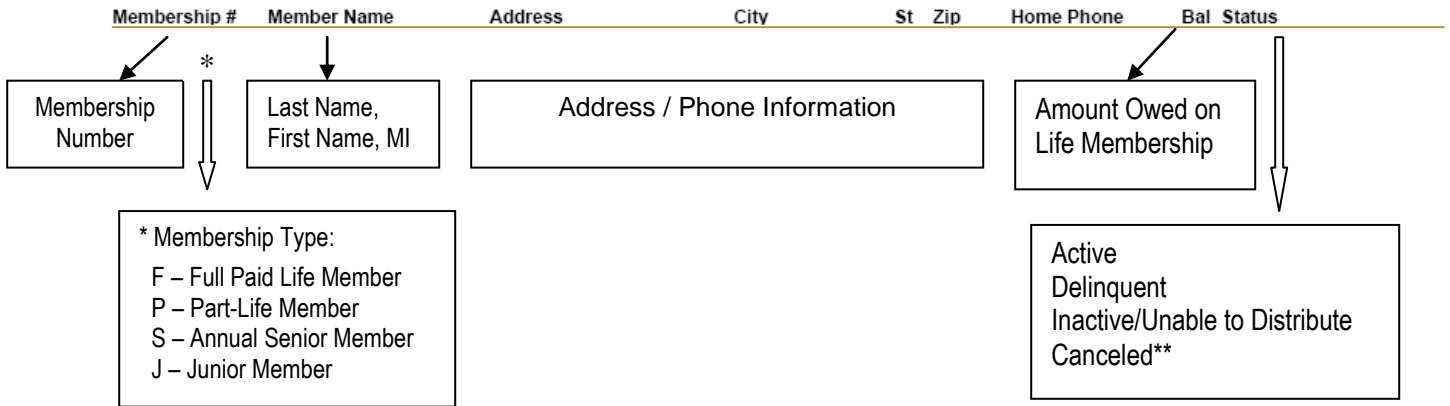 Membership # Member Name Address City St Zip Home Phone Bal Status
*
Membership
Number
Last Name,
First Name, MI
Address / Phone Information
Amount Owed on
Life Membership
* Membership Type:
F – Full Paid Life Member
P – Part-Life Member
S – Annual Senior Member
J – Junior Member
Active
Delinquent
Inactive/Unable to Distribute
Canceled**